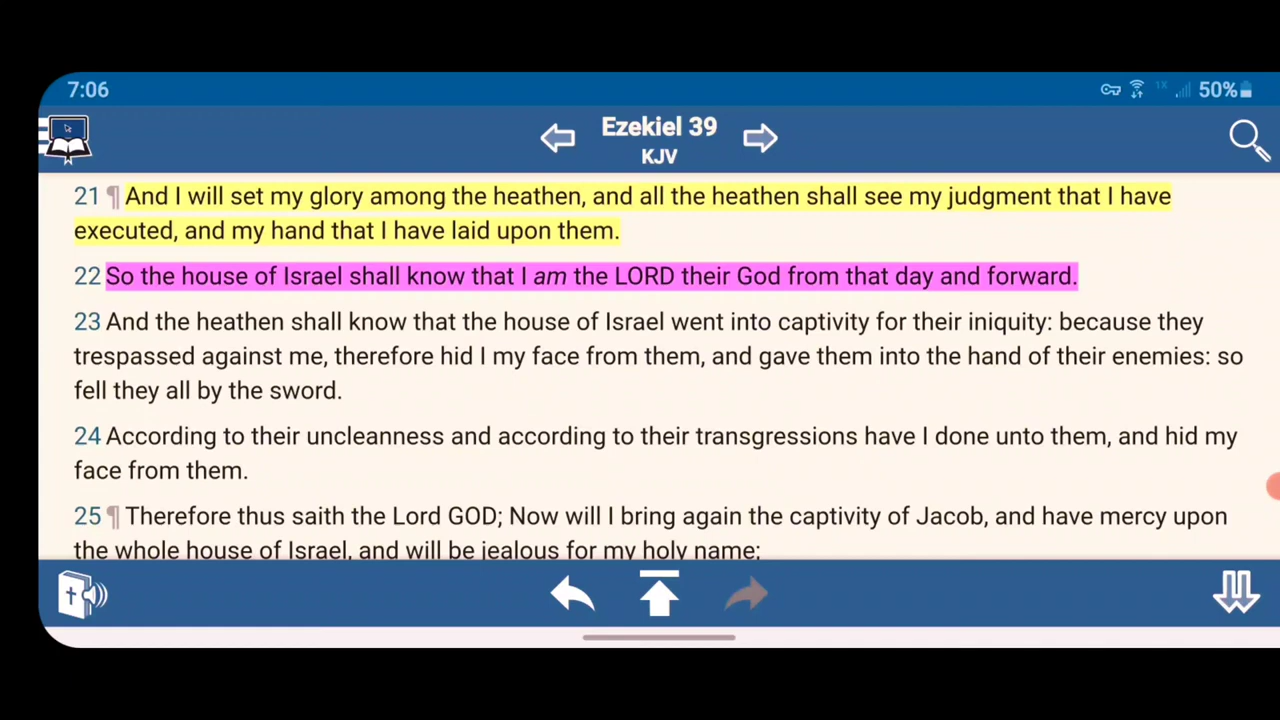 7:06
1X 50%
Ezekiel 39
KJV
21 ¶ And I will set my glory among the heathen, and all the heathen shall see my judgment that I have
executed, and my hand that I have laid upon them.
22 So the house of Israel shall know that I am the LORD their God from that day and forward.
23 And the heathen shall know that the house of Israel went into captivity for their iniquity: because they
trespassed against me, therefore hid I my face from them, and gave them into the hand of their enemies: so
fell they all by the sword.
24 According to their uncleanness and according to their transgressions have I done unto them, and hid my
face from them.
25 ¶ Therefore thus saith the Lord GOD; Now will I bring again the captivity of Jacob, and have mercy upon
the whole house of Israel, and will be jealous for my holy name;